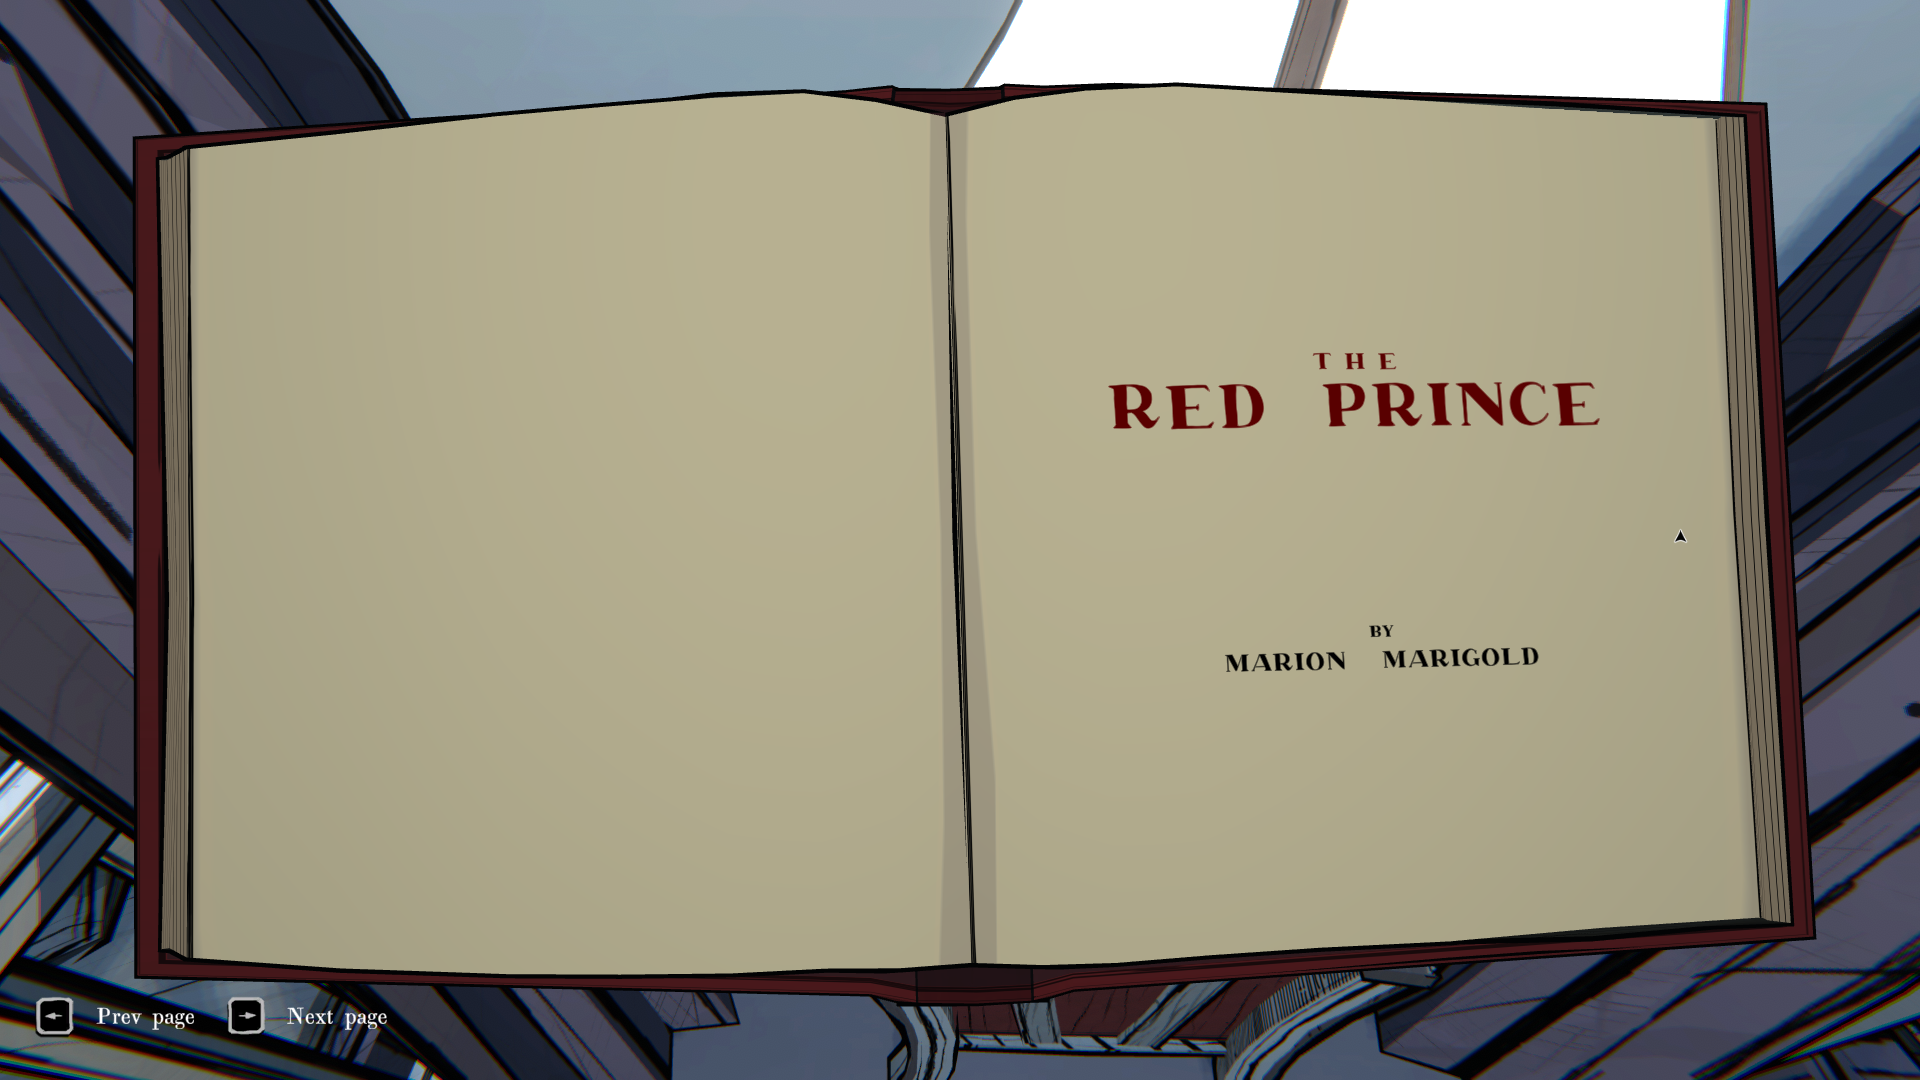 THE
RED PRINCE
BY
MARION MARIGOLD
Prev page Next page